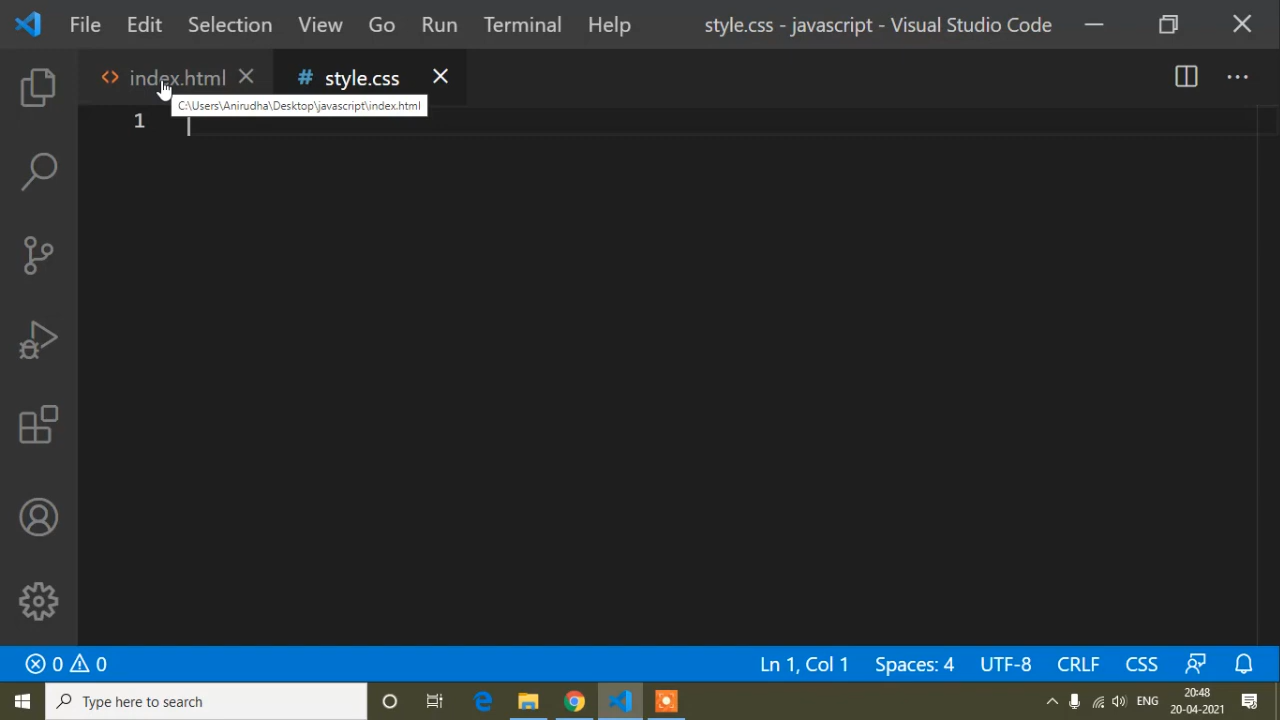 File Edit Selection View Go Run Terminal Help style.css - javascript - Visual Studio Code
index.html # style.css
C:\Users\Anirudha\Desktop\javascript\index.html
1
0 0 Ln 1, Col 1 Spaces: 4 UTF-8 CRLF CSS
Type here to search ENG 20:48
20-04-2021